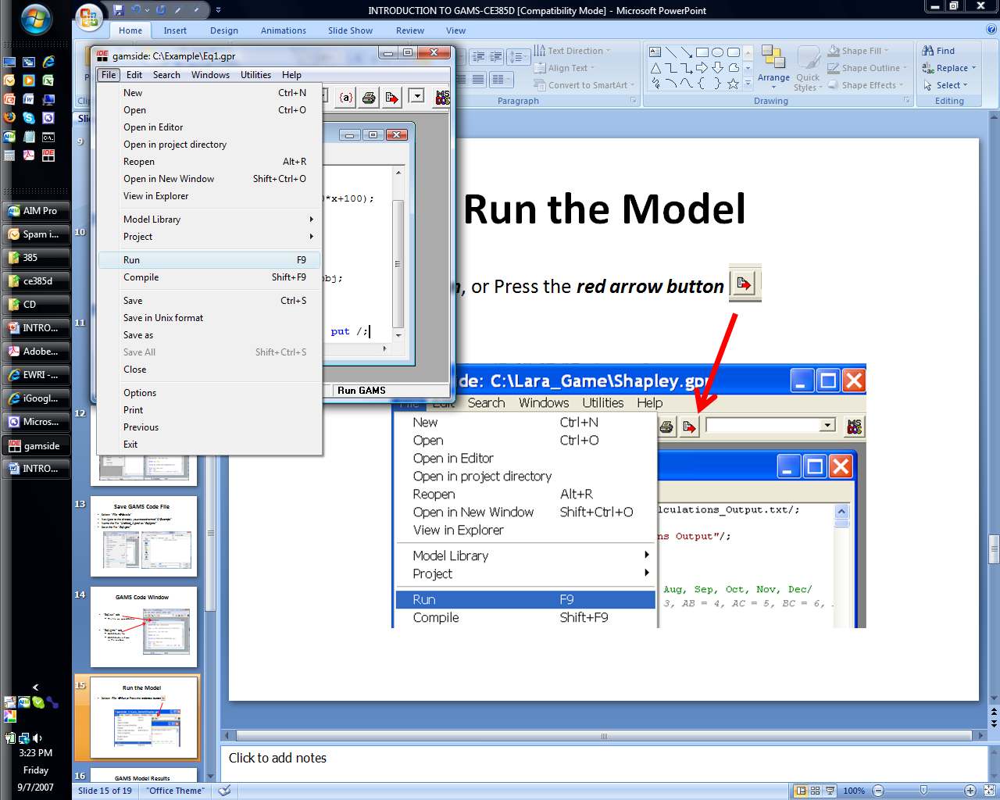 INTRODUCTION TO GAMS-CE385D [Compatibility Mode] - Microsoft PowerPoint
Home Insert Design Animations Slide Show Review View
Text Direction
Align Text
Convert to SmartArt
Paragraph
Arrange
Quick Styles
Shape Fill
Shape Outline
Shape Effects
Drawing
Find
Replace
Select
Editing
gamside: C:\Example\Eq1.gpr
File Edit Search Windows Utilities Help
{a}
MS DOS
New Ctrl+N
Open Ctrl+O
Open in Editor
Open in project directory
Reopen Alt+R
Open in New Window Shift+Ctrl+O
View in Explorer
Model Library
Project
Run F9
Compile Shift+F9
Save Ctrl+S
Save in Unix format
Save as
Save All Shift+Ctrl+S
Close
Options
Print
Previous
Exit
*x+100);
bj;
put /;
Run GAMS
AIM Pro
Spam i...
385
ce385d
CD
INTRO...
Adobe...
EWRI -...
iGoogl...
Micros...
gamside
INTRO...
3:23 PM
Friday
9/7/2007
9
10
11
12
13
Save GAMS Code File
14
GAMS Code Window
15
Run the Model
16
GAMS Model Results
Run the Model
, or Press the red arrow button
de: C:\Lara_Game\Shapley.gpr
File Edit Search Windows Utilities Help
MS DOS
New Ctrl+N
Open Ctrl+O
Open in Editor
Open in project directory
Reopen Alt+R
Open in New Window Shift+Ctrl+O
View in Explorer
Model Library
Project
Run F9
Compile Shift+F9
lculations_Output.txt/;
ns Output"/;
Aug, Sep, Oct, Nov, Dec/
3, AB = 4, AC = 5, BC = 6,
Click to add notes
Slide 15 of 19 "Office Theme" 100%